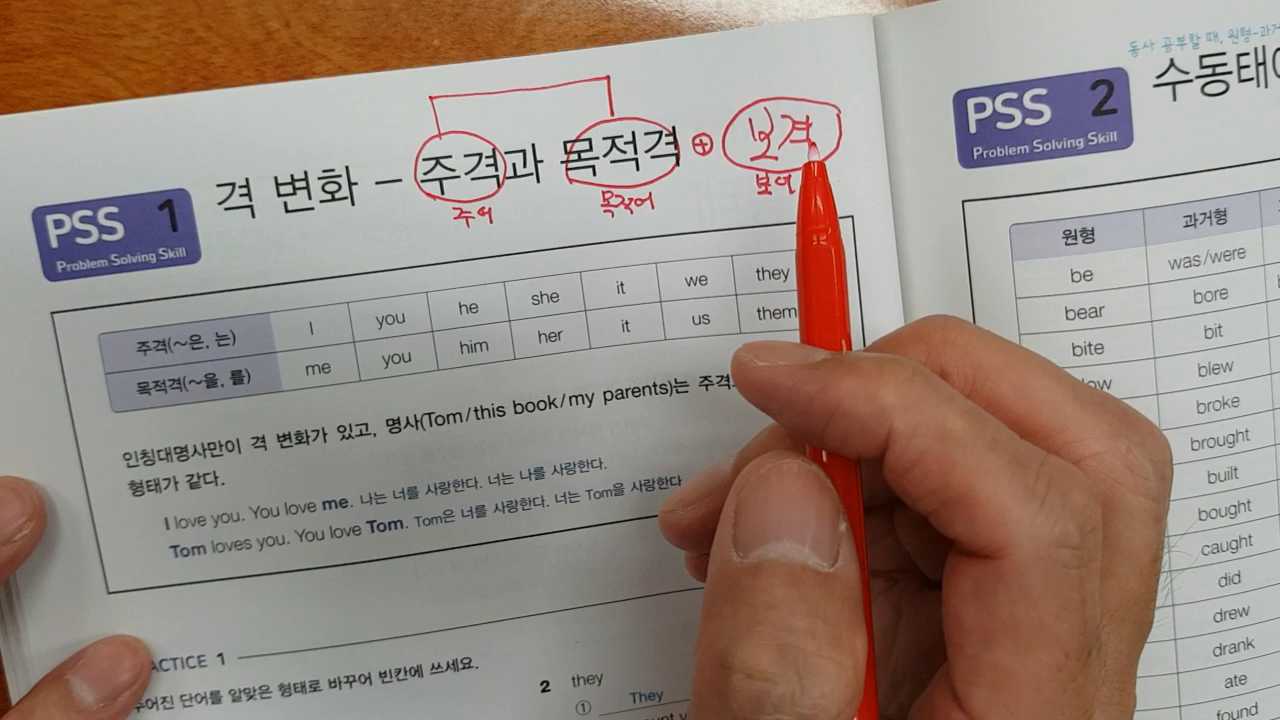 PSS 1
Problem Solving Skill
격 변화 – 주격과 목적격 ⊕ 보격
주어 목적어 보어
주격(~은, 는) I you he she it we they
목적격(~을, 를) me you him her it us them
인칭대명사만이 격 변화가 있고, 명사(Tom/this book/my parents)는 주격
형태가 같다.
I love you. You love me. 나는 너를 사랑한다. 너는 나를 사랑한다.
Tom loves you. You love Tom. Tom은 너를 사랑한다. 너는 Tom을 사랑한다
ACTICE 1
어진 단어를 알맞은 형태로 바꾸어 빈칸에 쓰세요.
2 they
① They
동사 공부할 때, 원형-과거
PSS 2
Problem Solving Skill
수동태
원형 과거형
be was/were
bear bore
bite bit
blew
broke
brought
built
bought
caught
did
drew
drank
ate
found